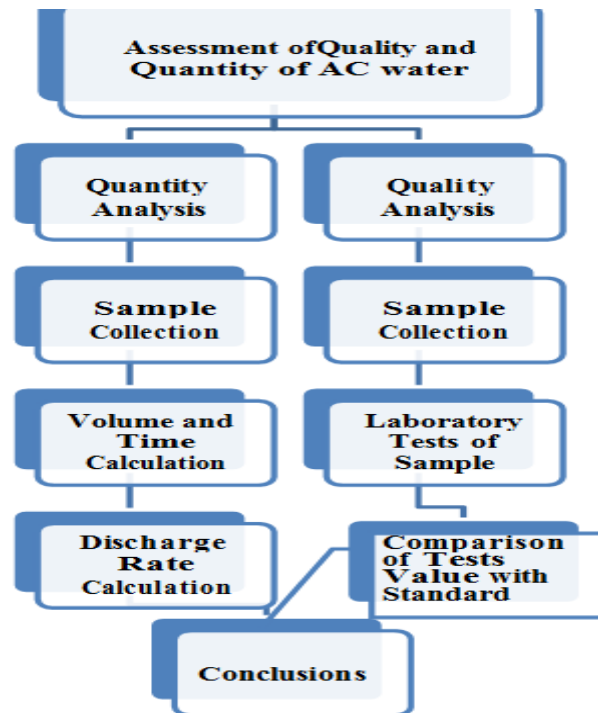 Assessment ofQuality and
Quantity of AC water
Quantity
Analysis
Quality
Analysis
Sample
Collection
Sample
Collection
Volume and
Time
Calculation
Laboratory
Tests of
Sample
Discharge
Rate
Calculation
Comparison
of Tests
Value with
Standard
Conclusions